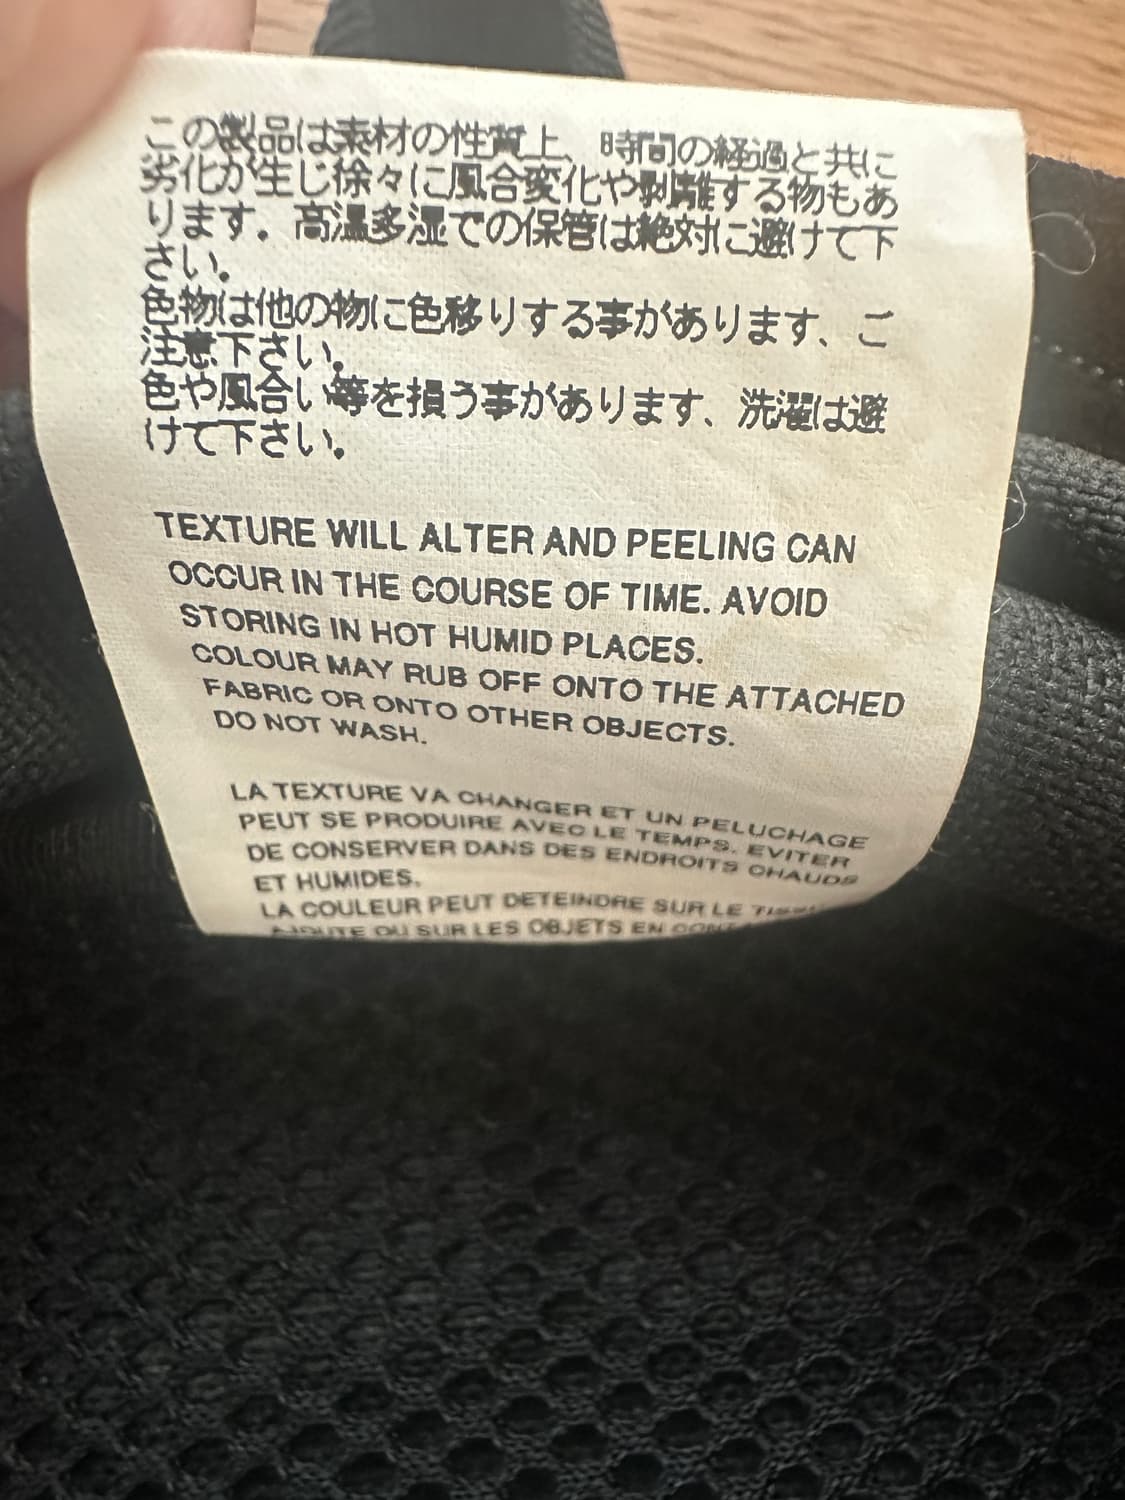 この製品は素材の性質上、時間の経過と共に
劣化が生じ徐々に風合変化や剥離する物もあ
ります。高温多湿での保管は絶対に避けて下
さい。
色物は他の物に色移りする事があります、ご
注意下さい。
色や風合い等を損う事があります、洗濯は避
けて下さい。
TEXTURE WILL ALTER AND PEELING CAN
OCCUR IN THE COURSE OF TIME. AVOID
STORING IN HOT HUMID PLACES.
COLOUR MAY RUB OFF ONTO THE ATTACHED
FABRIC OR ONTO OTHER OBJECTS.
DO NOT WASH.
LA TEXTURE VA CHANGER ET UN PELUCHAGE
PEUT SE PRODUIRE AVEC LE TEMPS. EVITER
DE CONSERVER DANS DES ENDROITS CHAUDS
ET HUMIDES.
LA COULEUR PEUT DETEINDRE SUR LE
AJOUTE OU SUR LES OBJETS EN